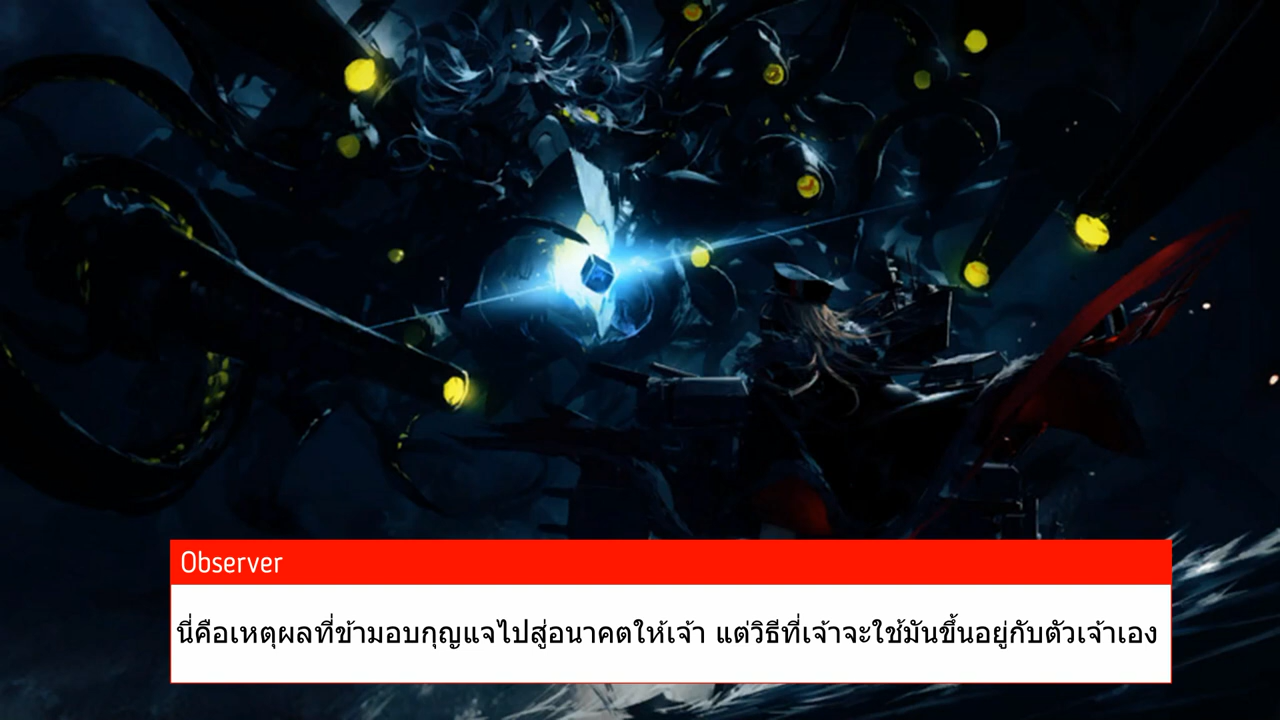 Observer
นี่คือเหตุผลที่ข้ามอบกุญแจไปสู่อนาคตให้เจ้า แต่วิธีที่เจ้าจะใช้มันขึ้นอยู่กับตัวเจ้าเอง